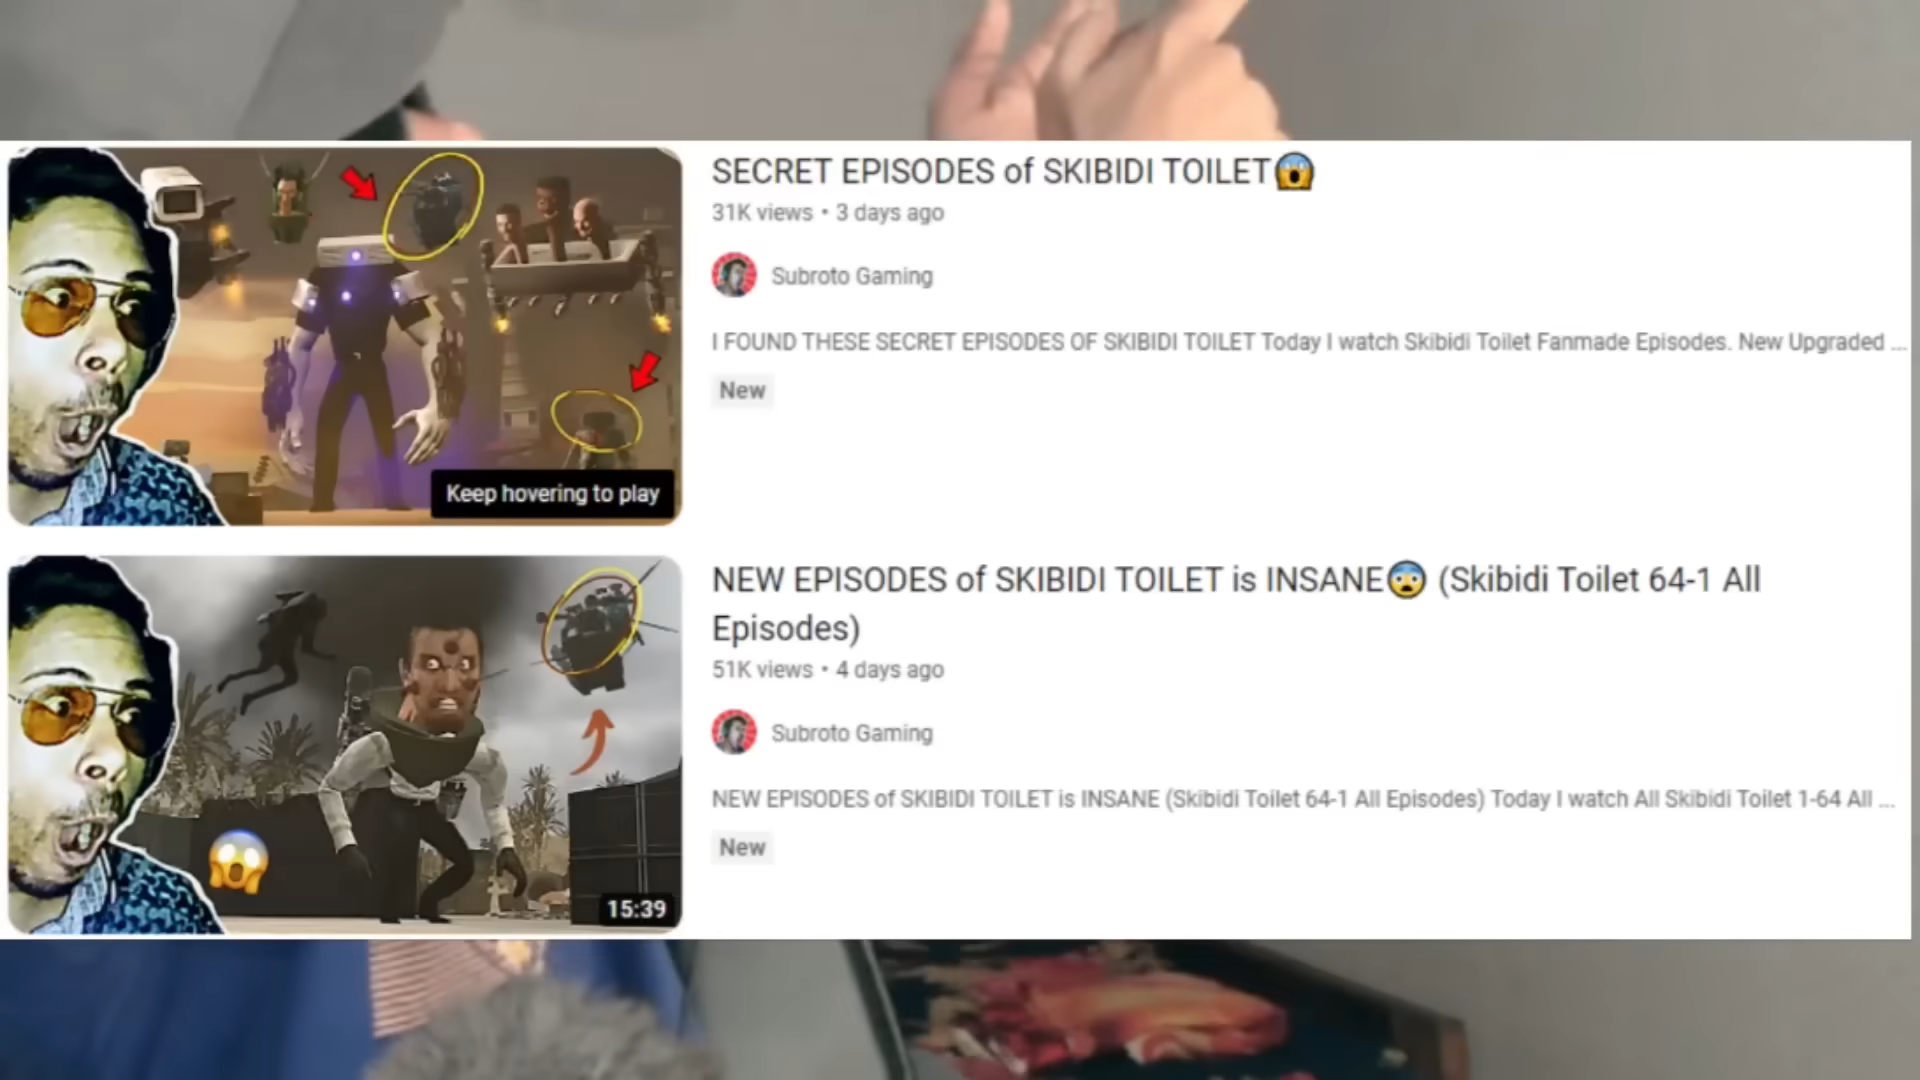 SECRET EPISODES of SKIBIDI TOILET😱
31K views • 3 days ago
Subroto Gaming
I FOUND THESE SECRET EPISODES OF SKIBIDI TOILET Today I watch Skibidi Toilet Fanmade Episodes. New Upgraded ...
New
Keep hovering to play
NEW EPISODES of SKIBIDI TOILET is INSANE😨 (Skibidi Toilet 64-1 All
Episodes)
51K views • 4 days ago
Subroto Gaming
NEW EPISODES of SKIBIDI TOILET is INSANE (Skibidi Toilet 64-1 All Episodes) Today I watch All Skibidi Toilet 1-64 All ...
New
15:39